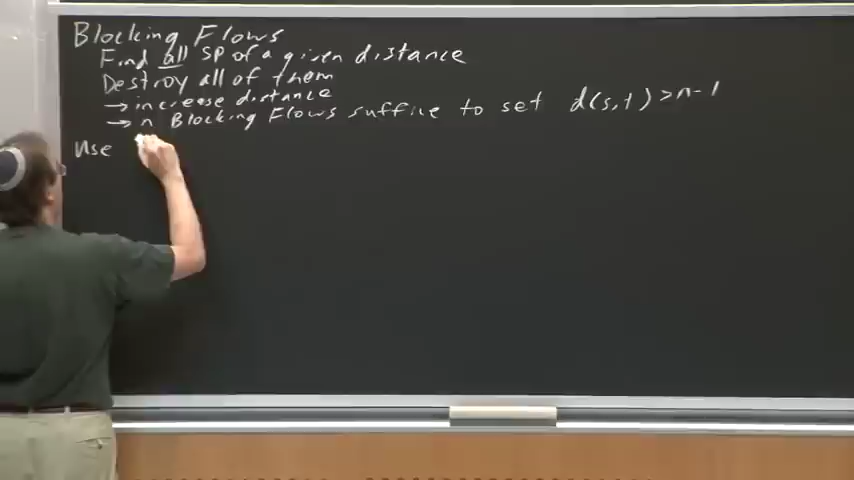 Blocking Flows
Find all SP of a given distance
Destroy all of them
→ increase distance
→ n Blocking Flows suffice to set d(s,t) > n-1
Use